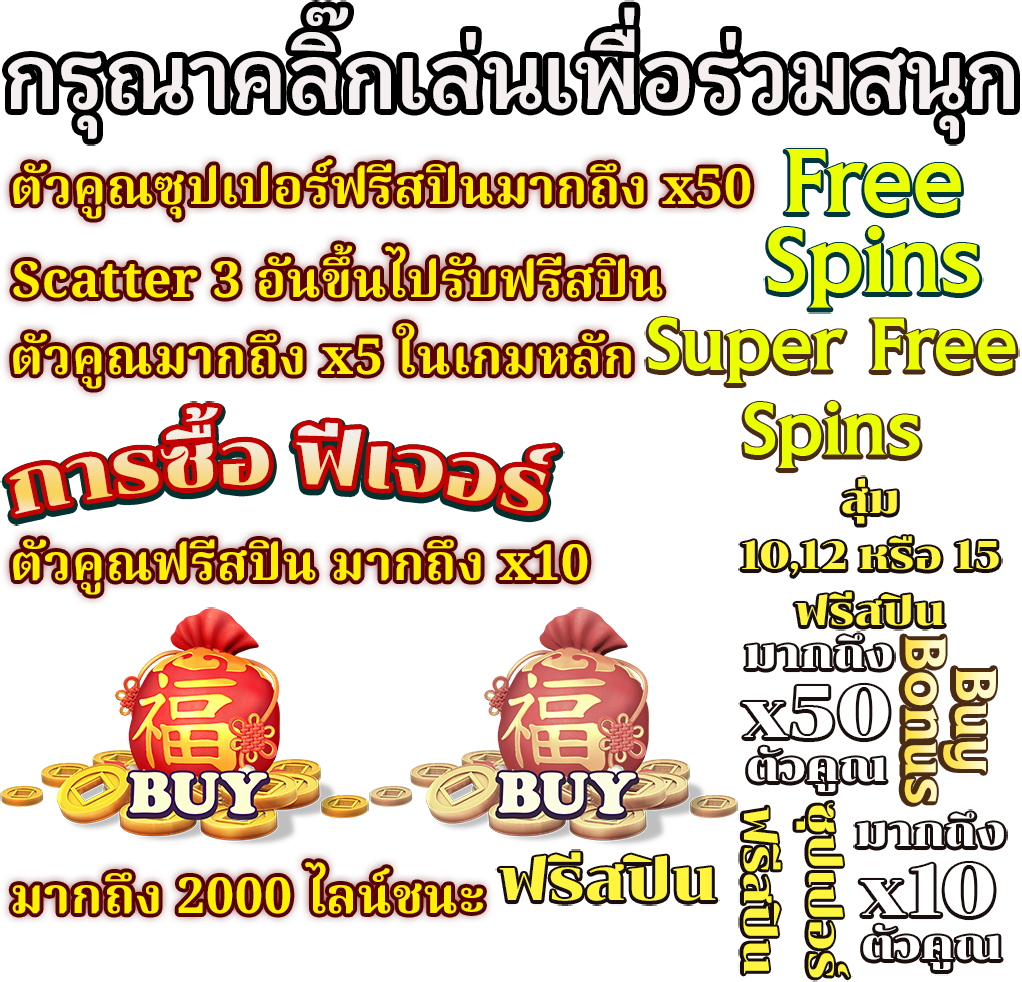 กรุณาคลิ๊กเล่นเพื่อร่วมสนุก
ตัวคูณซุปเปอร์ฟรีสปินมากถึง x50
Free
Spins
Scatter 3 อันขึ้นไปรับฟรีสปิน
ตัวคูณมากถึง x5 ในเกมหลัก
Super Free
Spins
การซื้อ ฟีเจอร์
สุ่ม
10,12 หรือ 15
ฟรีสปิน
ตัวคูณฟรีสปิน มากถึง x10
福
BUY
福
BUY
มากถึง
x50
ตัวคูณ
Buy
Bonus
มากถึง 2000 ไลน์ชนะ
ฟรีสปิน
ซุปเปอร์
ฟรีสปิน
มากถึง
x10
ตัวคูณ